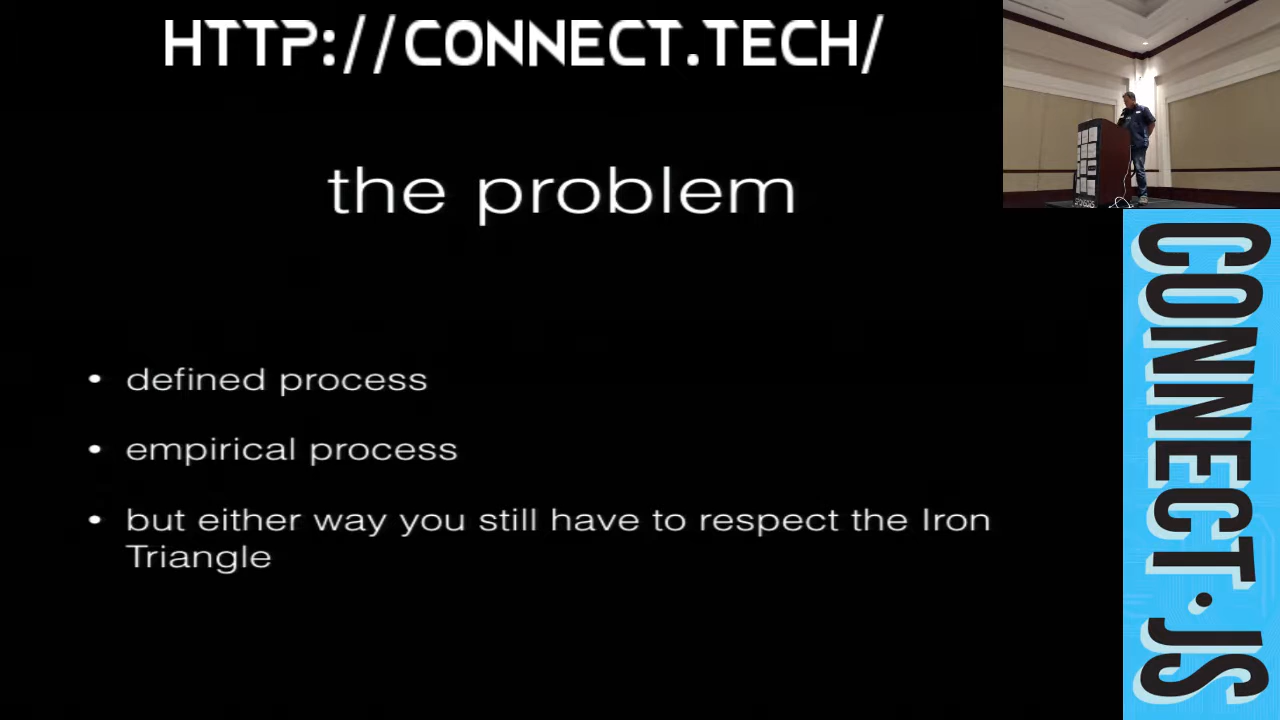 HTTP://CONNECT.TECH/
the problem
• defined process
• empirical process
• but either way you still have to respect the Iron
Triangle
CONNECT.JS